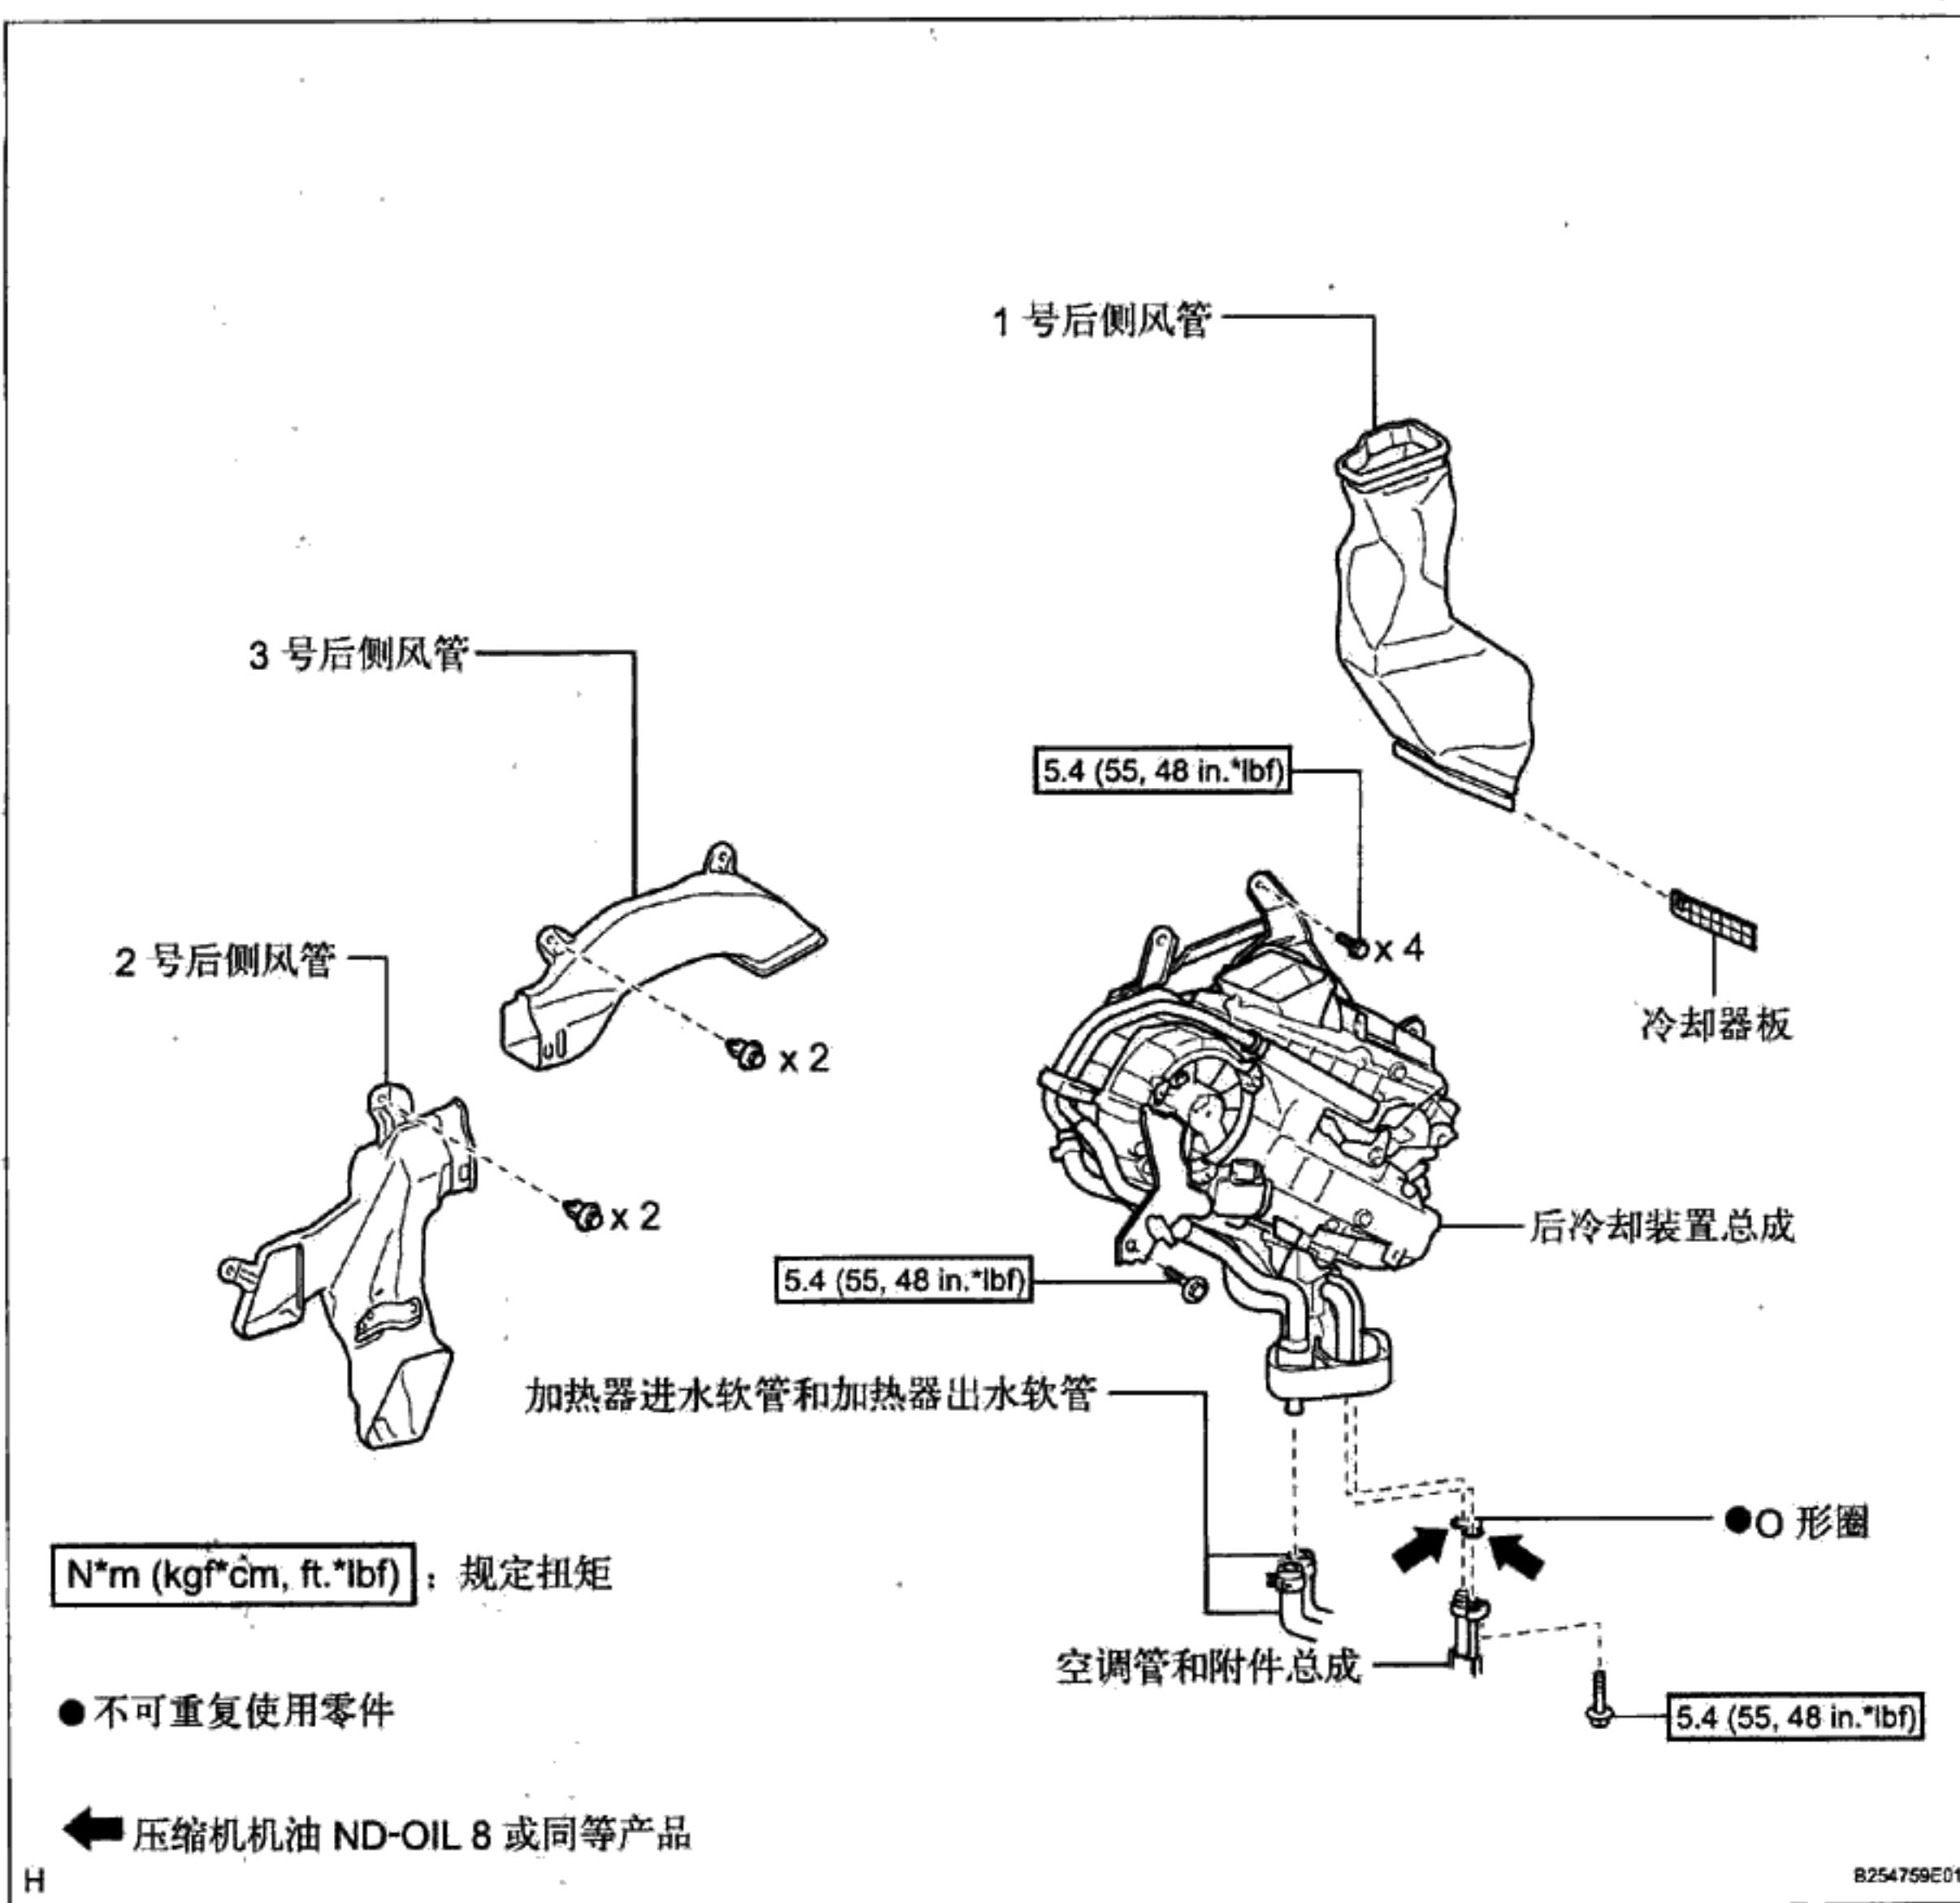 1 号后侧风管
3 号后侧风管
5.4 (55, 48 in.*lbf)
2 号后侧风管
x 4
冷却器板
x 2
x 2
后冷却装置总成
5.4 (55, 48 in.*lbf)
加热器进水软管和加热器出水软管
●O 形圈
N*m (kgf*cm, ft.*lbf) : 规定扭矩
空调管和附件总成
●不可重复使用零件
5.4 (55, 48 in.*lbf)
压缩机机油 ND-OIL 8 或同等产品
H
B254759E01